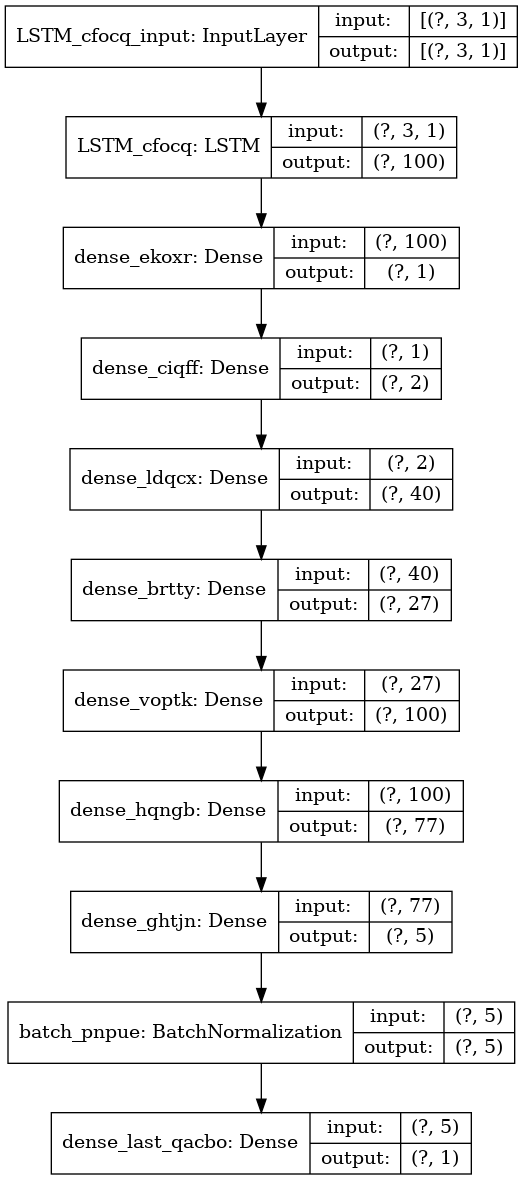 LSTM_cfocq_input: InputLayer
input: [(?, 3, 1)]
output: [(?, 3, 1)]
LSTM_cfocq: LSTM
input: (?, 3, 1)
output: (?, 100)
dense_ekoxr: Dense
input: (?, 100)
output: (?, 1)
dense_ciqff: Dense
input: (?, 1)
output: (?, 2)
dense_ldqcx: Dense
input: (?, 2)
output: (?, 40)
dense_brtty: Dense
input: (?, 40)
output: (?, 27)
dense_voptk: Dense
input: (?, 27)
output: (?, 100)
dense_hqngb: Dense
input: (?, 100)
output: (?, 77)
dense_ghtjn: Dense
input: (?, 77)
output: (?, 5)
batch_pnpue: BatchNormalization
input: (?, 5)
output: (?, 5)
dense_last_qacbo: Dense
input: (?, 5)
output: (?, 1)